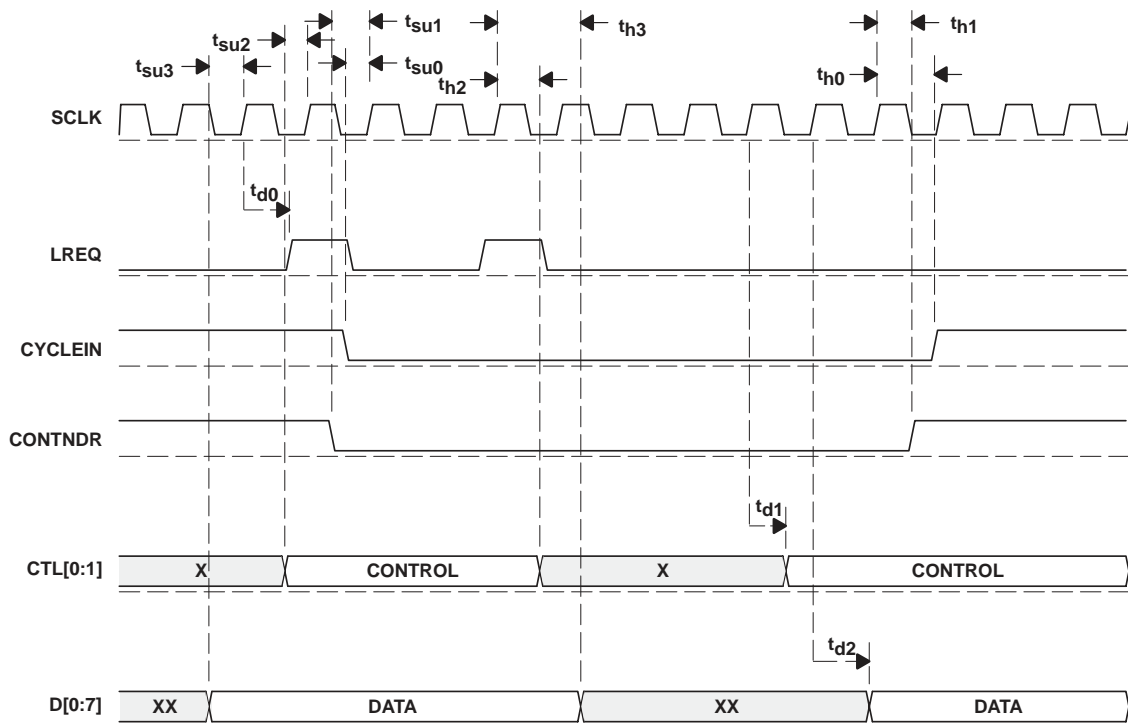 tsu1
th3
th1
tsu2
tsu3
tsu0
th2
th0
SCLK
td0
LREQ
CYCLEIN
CONTNDR
td1
CTL[0:1]
X
CONTROL
X
CONTROL
td2
D[0:7]
XX
DATA
XX
DATA